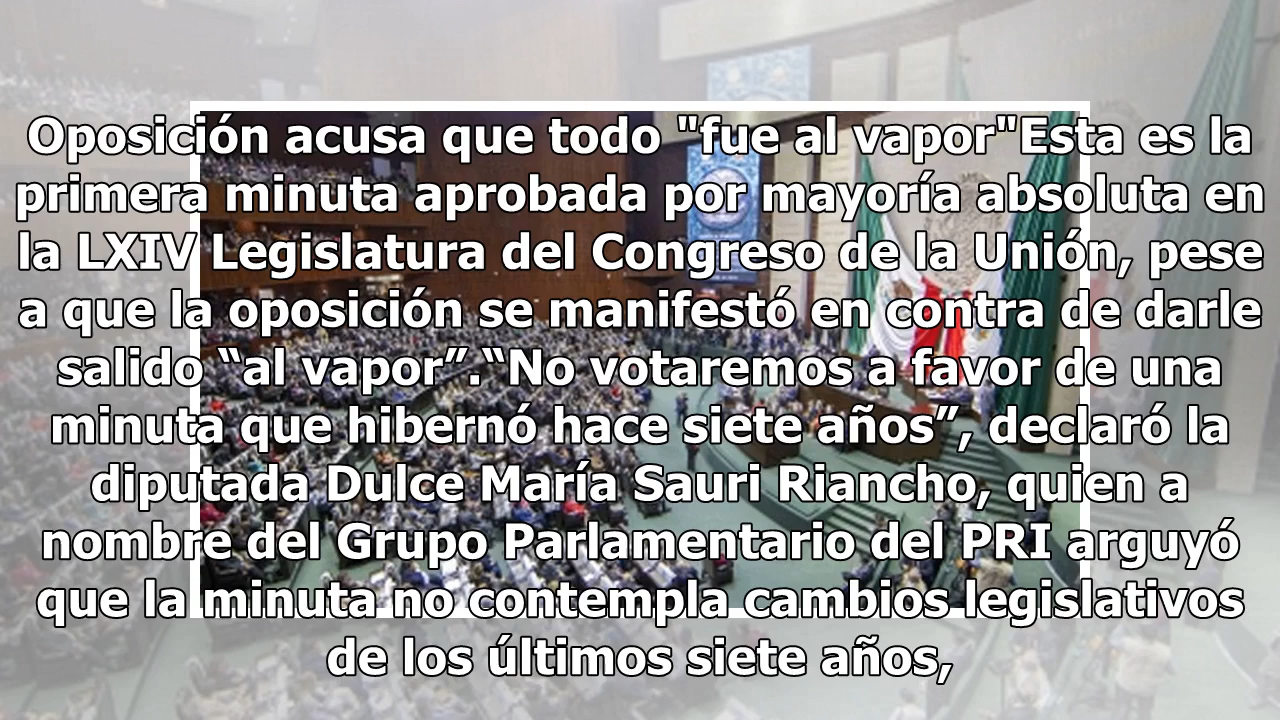 Oposición acusa que todo "fue al vapor"Esta es la
primera minuta aprobada por mayoría absoluta en
la LXIV Legislatura del Congreso de la Unión, pese
a que la oposición se manifestó en contra de darle
salido “al vapor”.“No votaremos a favor de una
minuta que hibernó hace siete años”, declaró la
diputada Dulce María Sauri Riancho, quien a
nombre del Grupo Parlamentario del PRI arguyó
que la minuta no contempla cambios legislativos
de los últimos siete años,